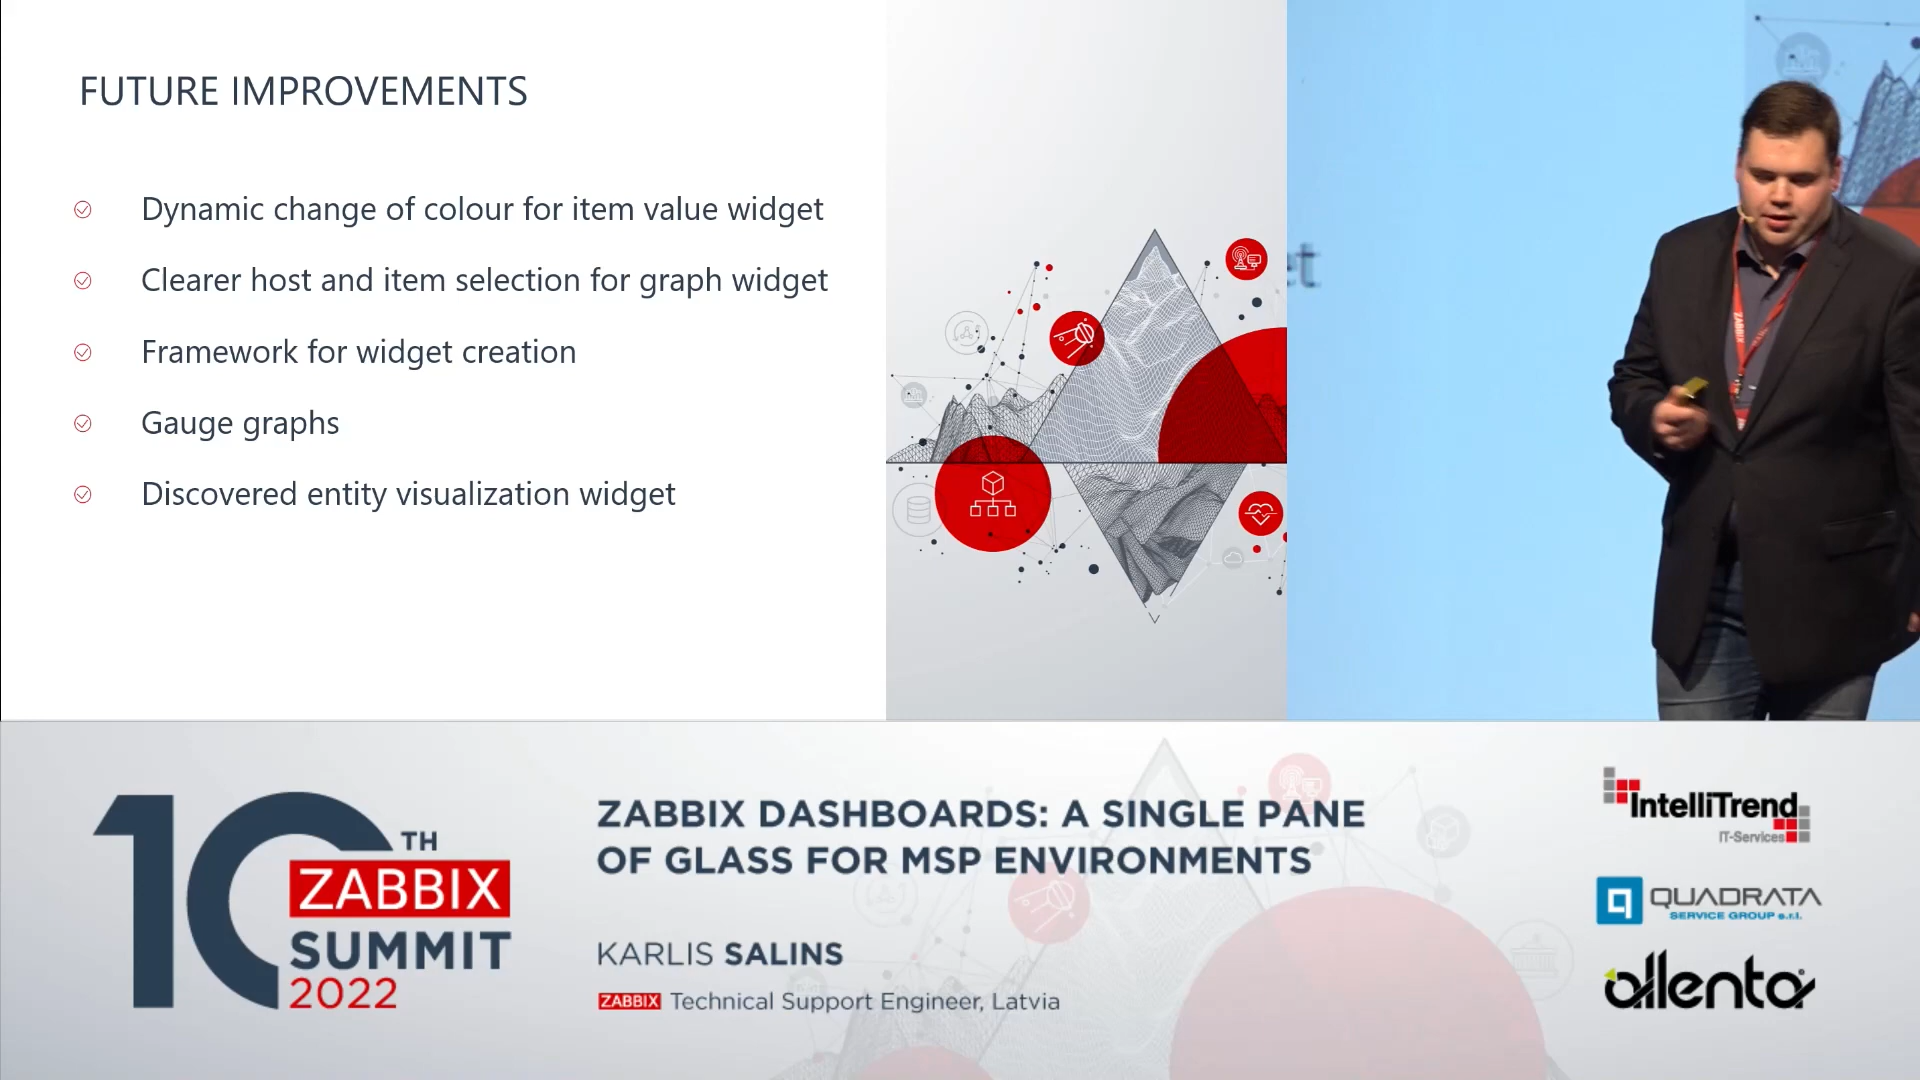 FUTURE IMPROVEMENTS
Dynamic change of colour for item value widget
Clearer host and item selection for graph widget
Framework for widget creation
Gauge graphs
Discovered entity visualization widget
10TH
ZABBIX
SUMMIT
2022
ZABBIX DASHBOARDS: A SINGLE PANE
OF GLASS FOR MSP ENVIRONMENTS
KARLIS SALINS
ZABBIX Technical Support Engineer, Latvia
IntelliTrend
IT-Services
QUADRATA
SERVICE GROUP s.r.l.
allenta
ZABBIX